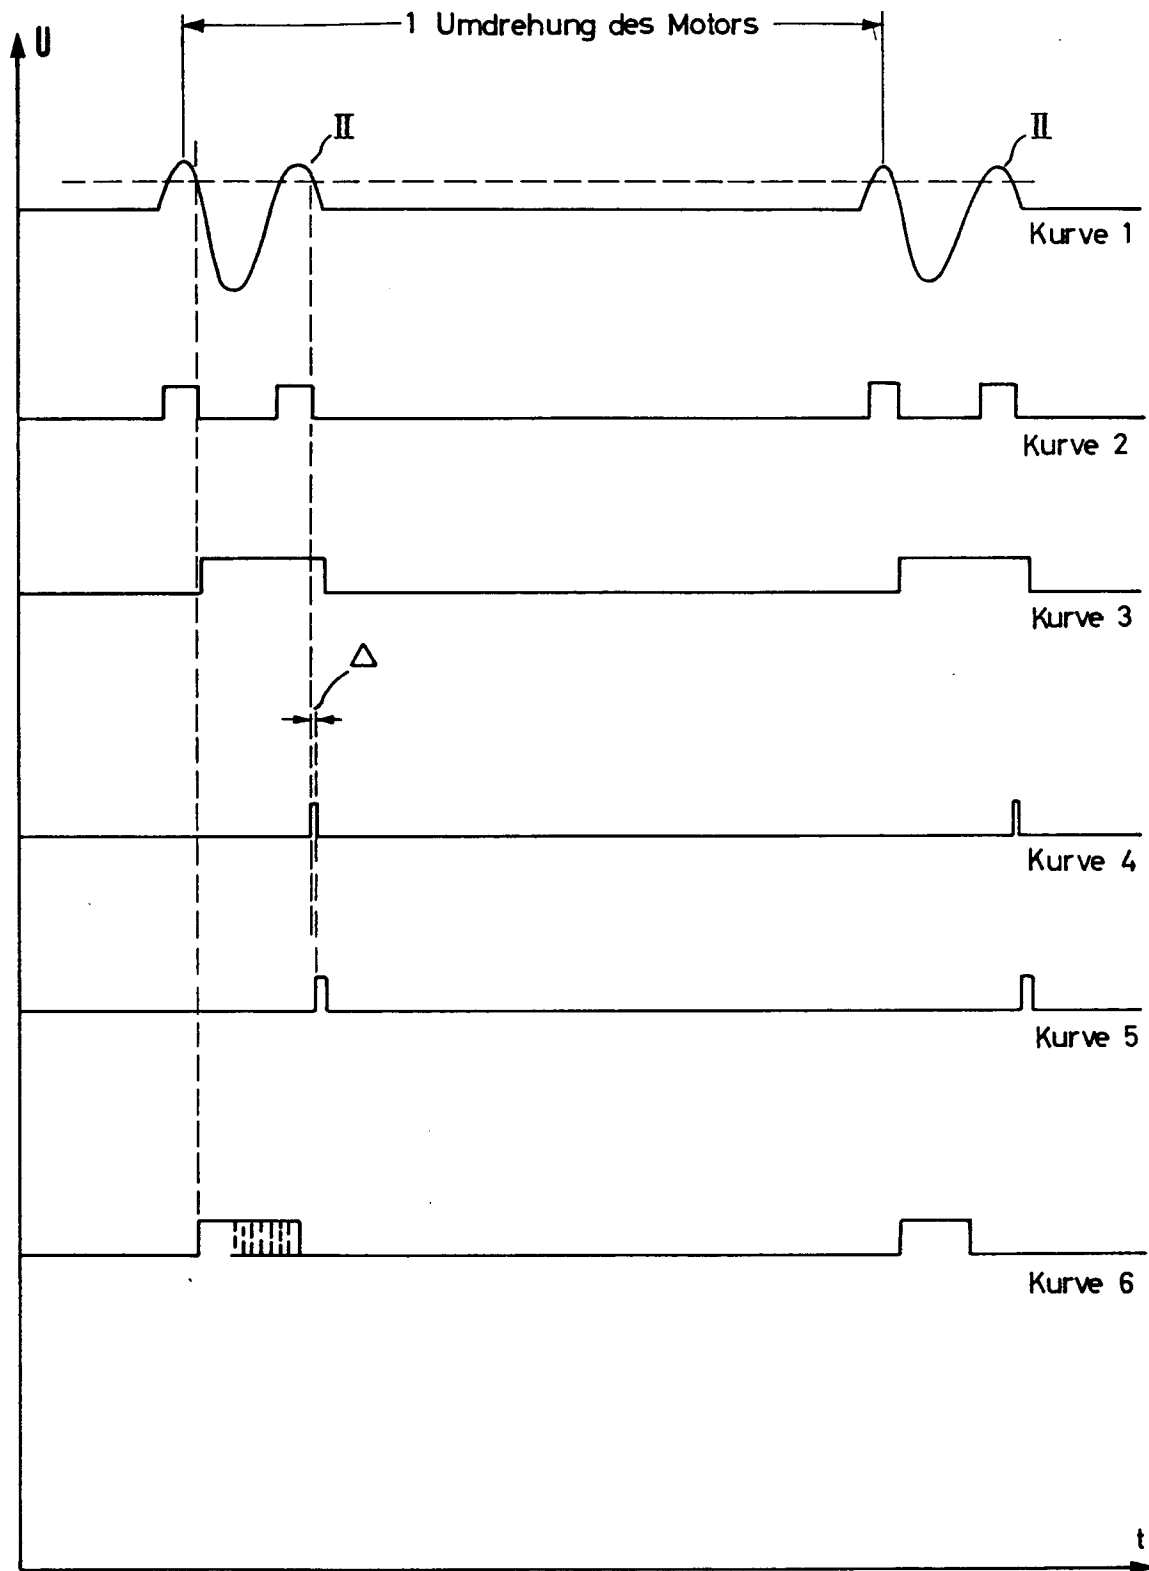 1 Umdrehung des Motors
U
II
II
Kurve 1
Kurve 2
Kurve 3
Δ
Kurve 4
Kurve 5
Kurve 6
t